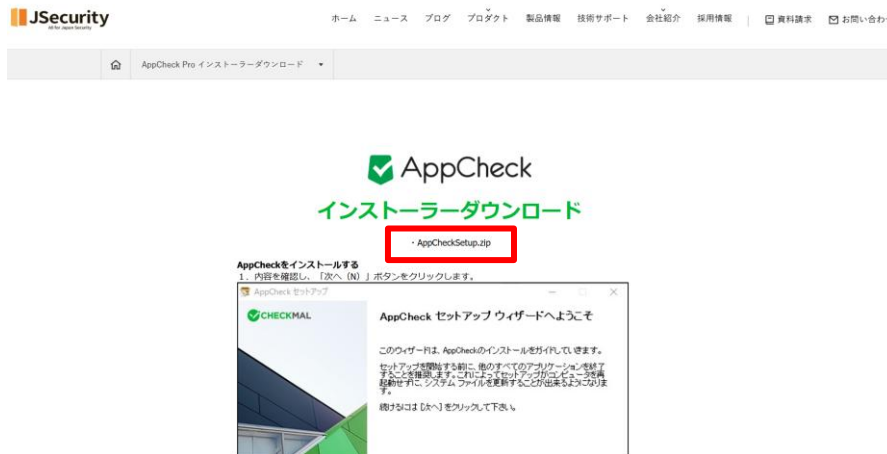 JSecurity
All for Japan Security
ホーム ニュース ブログ プロダクト 製品情報 技術サポート 会社紹介 採用情報 資料請求 お問い合わ
AppCheck Pro インストーラーダウンロード
AppCheck
インストーラーダウンロード
・AppCheckSetup.zip
AppCheckをインストールする
1. 内容を確認し、「次へ (N)」ボタンをクリックします。
AppCheck セットアップ
CHECKMAL
AppCheck セットアップ ウィザードへようこそ
このウィザードは、AppCheckのインストールをガイドしていきます。
セットアップを開始する前に、他のすべてのアプリケーションを終了
することを推奨します。これによってセットアップがコンピュータを再
起動せずに、システム ファイルを更新することが出来るようになりま
す。
続けるには [次へ] をクリックして下さい。